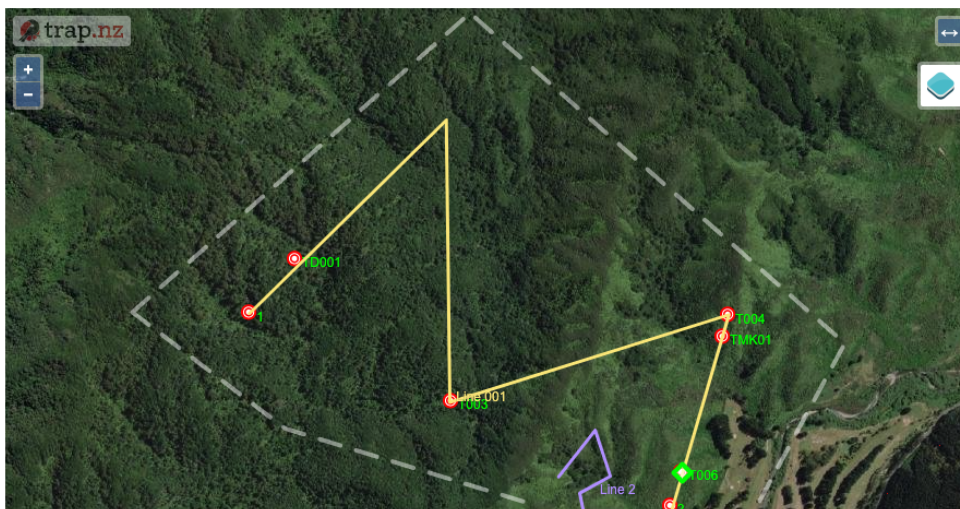 trap.nz
+
-
↔
TD001
1
T004
TMK01
Line 001
T003
T006
Line 2